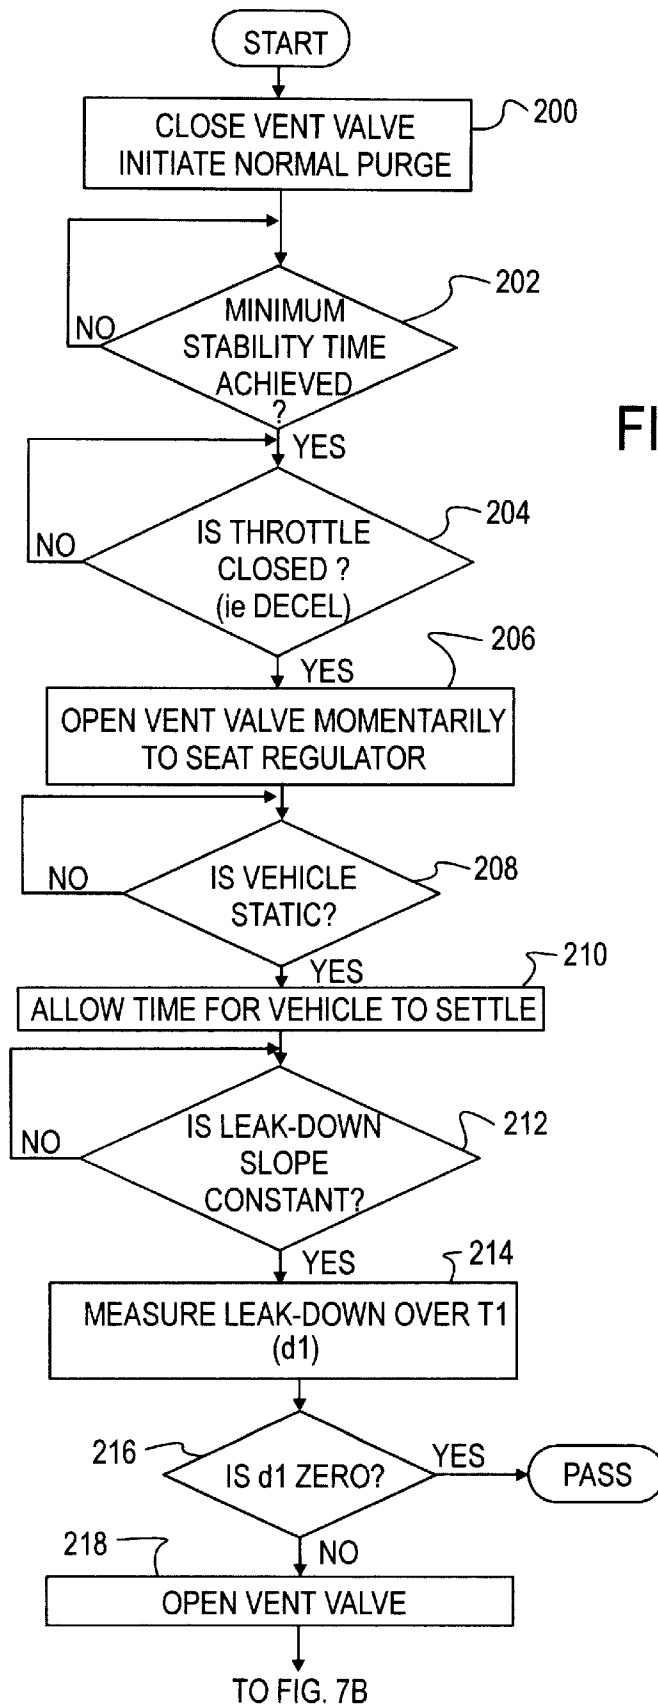 START
CLOSE VENT VALVE
INITIATE NORMAL PURGE
200
202
MINIMUM
STABILITY TIME
ACHIEVED
?
NO
YES
FI
204
IS THROTTLE
CLOSED ?
(ie DECEL)
NO
YES
206
OPEN VENT VALVE MOMENTARILY
TO SEAT REGULATOR
208
IS VEHICLE
STATIC?
NO
YES
210
ALLOW TIME FOR VEHICLE TO SETTLE
212
IS LEAK-DOWN
SLOPE
CONSTANT?
NO
YES
214
MEASURE LEAK-DOWN OVER T1
(d1)
216
IS d1 ZERO?
YES
PASS
NO
218
OPEN VENT VALVE
TO FIG. 7B